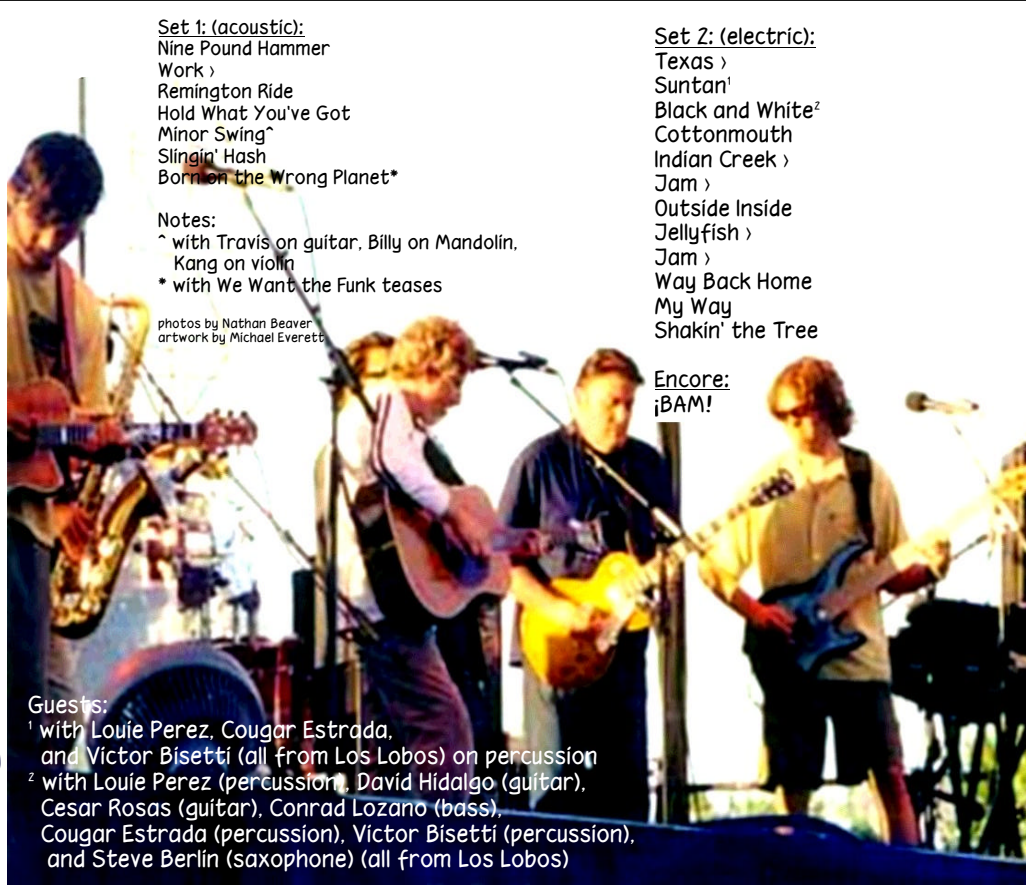 Set 1: (acoustic):
Nine Pound Hammer
Work ›
Remington Ride
Hold What You've Got
Minor Swing^
Slingin' Hash
Born on the Wrong Planet*
Notes:
^ with Travis on guitar, Billy on Mandolin,
Kang on violin
* with We Want the Funk teases
photos by Nathan Beaver
artwork by Michael Everett
Set 2: (electric):
Texas ›
Suntan¹
Black and White²
Cottonmouth
Indian Creek ›
Jam ›
Outside Inside
Jellyfish ›
Jam ›
Way Back Home
My Way
Shakin' the Tree
Encore:
¡BAM!
Guests:
¹ with Louie Perez, Cougar Estrada,
and Victor Bisetti (all from Los Lobos) on percussion
² with Louie Perez (percussion), David Hidalgo (guitar),
Cesar Rosas (guitar), Conrad Lozano (bass),
Cougar Estrada (percussion), Victor Bisetti (percussion),
and Steve Berlin (saxophone) (all from Los Lobos)